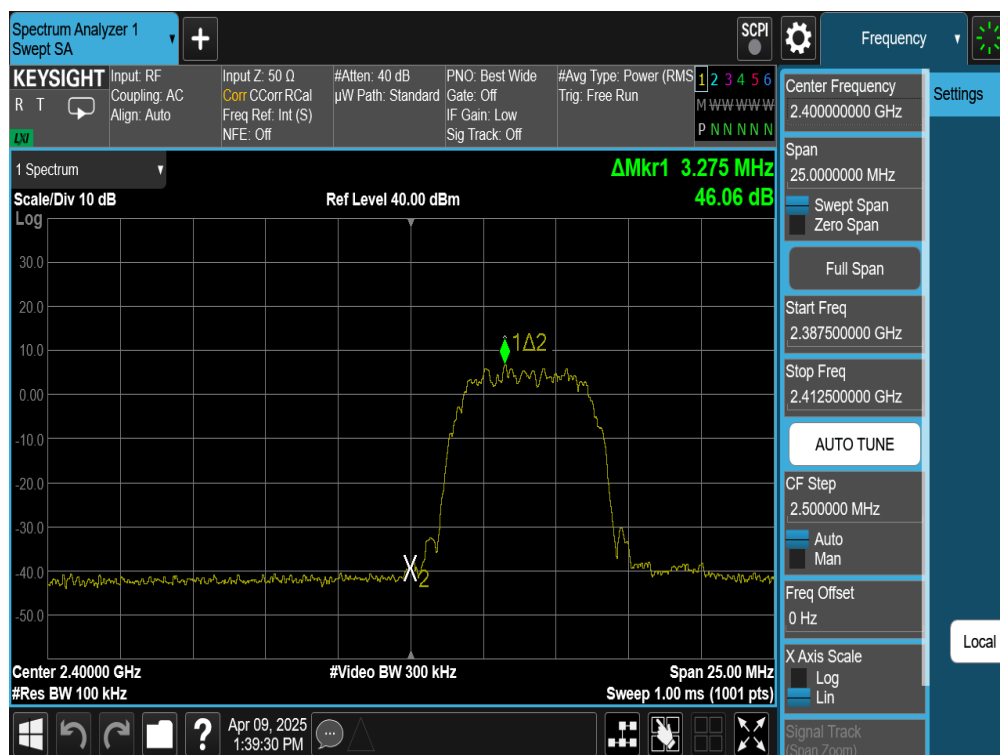 Spectrum Analyzer 1
Swept SA
+
SCPI
Frequency
KEYSIGHT
R T
LXI
Input: RF
Coupling: AC
Align: Auto
Input Z: 50 Ω
Corr CCorr RCal
Freq Ref: Int (S)
NFE: Off
#Atten: 40 dB
µW Path: Standard
PNO: Best Wide
Gate: Off
IF Gain: Low
Sig Track: Off
#Avg Type: Power (RMS
Trig: Free Run
1 2 3 4 5 6
M W W W W W
P N N N N N
1 Spectrum
ΔMkr1 3.275 MHz
46.06 dB
Scale/Div 10 dB
Ref Level 40.00 dBm
Log
30.0
20.0
10.0
0.00
-10.0
-20.0
-30.0
-40.0
-50.0
1Δ2
X2
Center 2.40000 GHz
#Video BW 300 kHz
Span 25.00 MHz
#Res BW 100 kHz
Sweep 1.00 ms (1001 pts)
?
Apr 09, 2025
1:39:30 PM
Center Frequency
2.400000000 GHz
Span
25.0000000 MHz
Swept Span
Zero Span
Full Span
Start Freq
2.387500000 GHz
Stop Freq
2.412500000 GHz
AUTO TUNE
CF Step
2.500000 MHz
Auto
Man
Freq Offset
0 Hz
X Axis Scale
Log
Lin
Signal Track
(Span Zoom)
Settings
Local